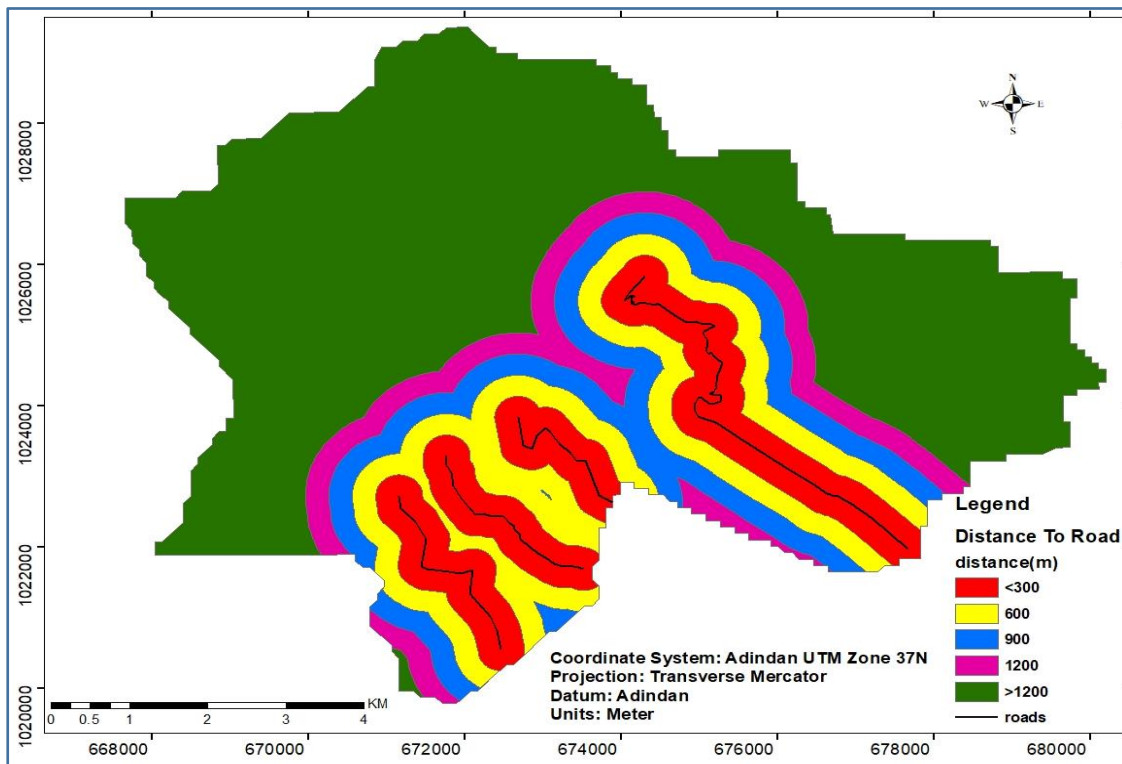 N
W E
S
1028000
1026000
1024000
1022000
1020000
Legend
Distance To Road
distance(m)
<300
600
900
1200
>1200
roads
Coordinate System: Adindan UTM Zone 37N
Projection: Transverse Mercator
Datum: Adindan
Units: Meter
KM
0 0.5 1 2 3 4
668000 670000 672000 674000 676000 678000 680000